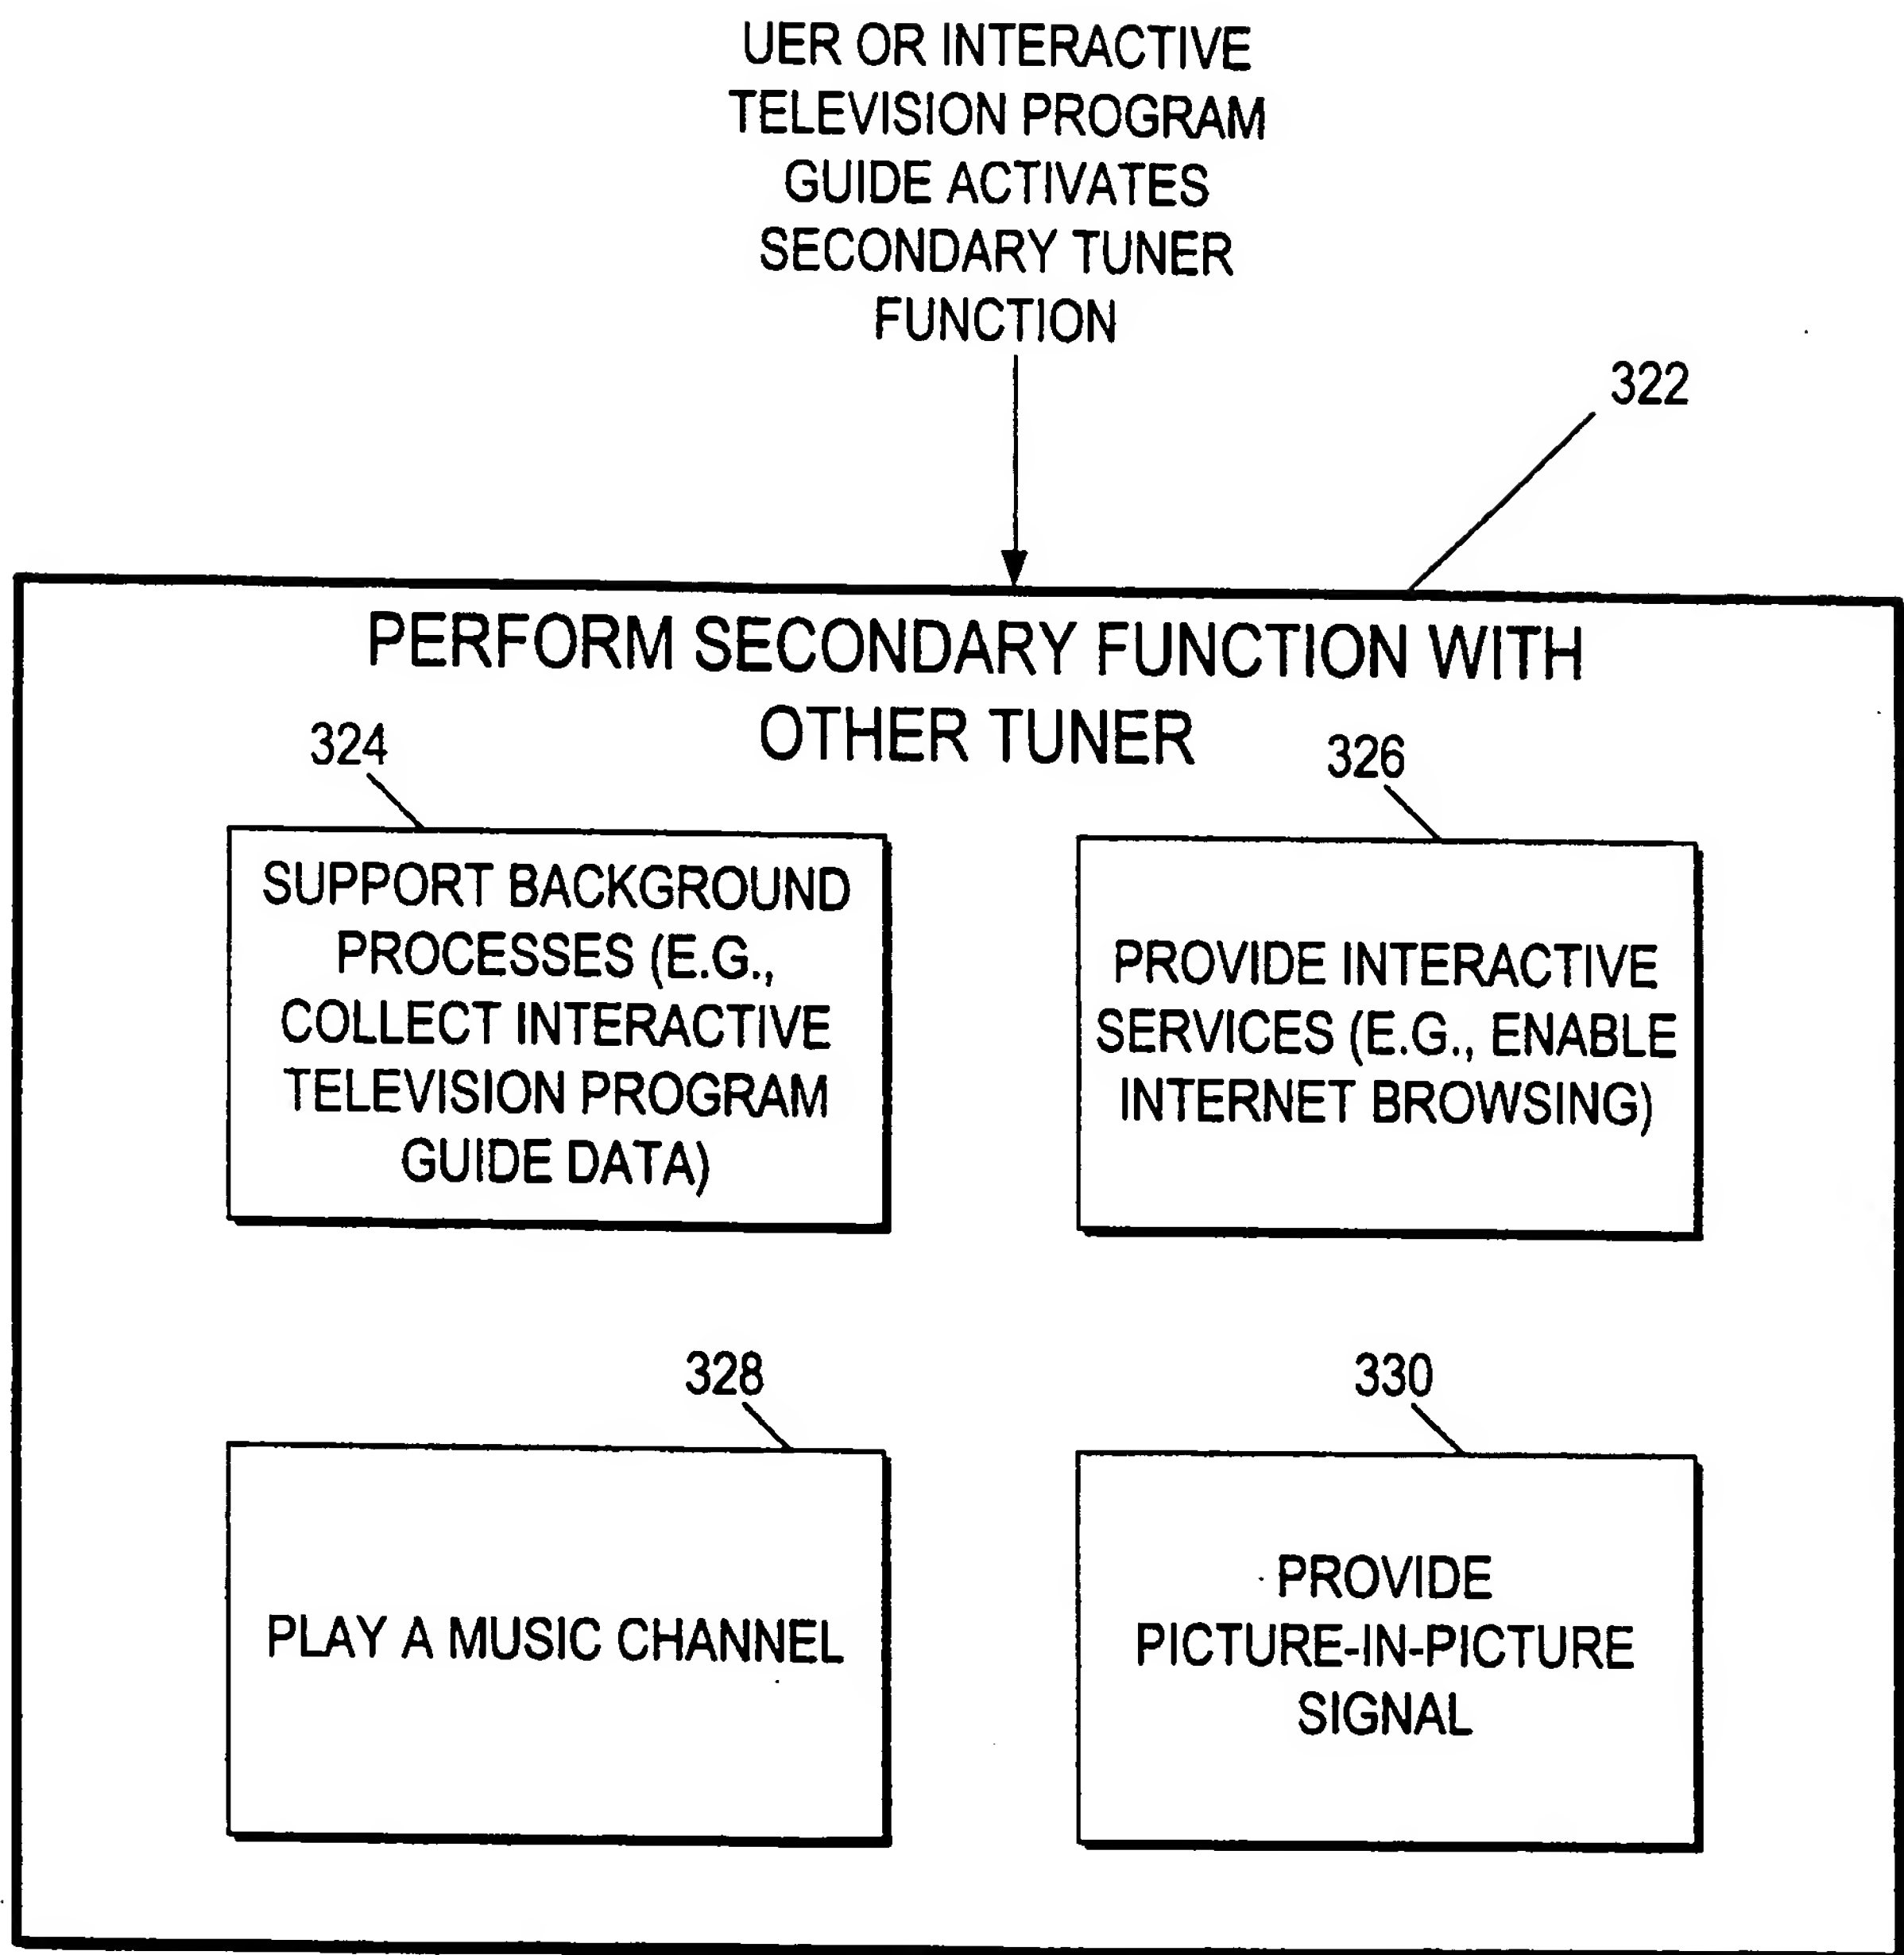 UER OR INTERACTIVE
TELEVISION PROGRAM
GUIDE ACTIVATES
SECONDARY TUNER
FUNCTION
322
PERFORM SECONDARY FUNCTION WITH
OTHER TUNER
324
326
SUPPORT BACKGROUND
PROCESSES (E.G.,
COLLECT INTERACTIVE
TELEVISION PROGRAM
GUIDE DATA)
PROVIDE INTERACTIVE
SERVICES (E.G., ENABLE
INTERNET BROWSING)
328
330
PLAY A MUSIC CHANNEL
PROVIDE
PICTURE-IN-PICTURE
SIGNAL